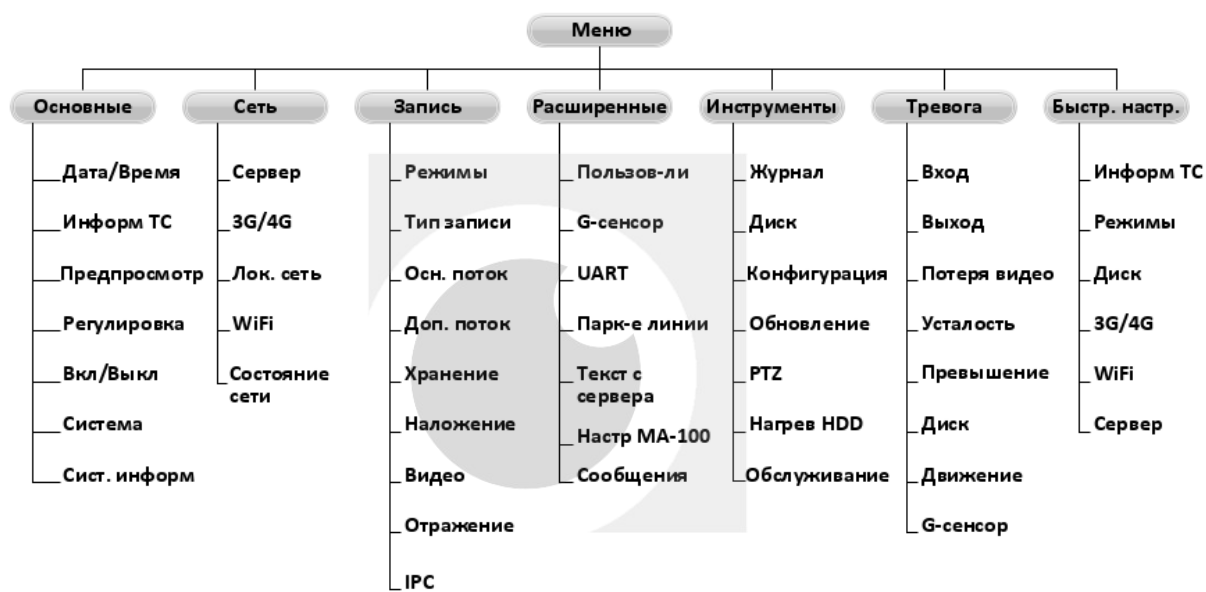 Меню
Основные
Дата/Время
Информ ТС
Предпросмотр
Регулировка
Вкл/Выкл
Система
Сист. информ
Сеть
Сервер
3G/4G
Лок. сеть
WiFi
Состояние
сети
Запись
Режимы
Тип записи
Осн. поток
Доп. поток
Хранение
Наложение
Видео
Отражение
IPC
Расширенные
Пользов-ли
G-сенсор
UART
Парк-е линии
Текст с
сервера
Настр МА-100
Сообщения
Инструменты
Журнал
Диск
Конфигурация
Обновление
PTZ
Нагрев HDD
Обслуживание
Тревога
Вход
Выход
Потеря видео
Усталость
Превышение
Диск
Движение
G-сенсор
Быстр. настр.
Информ ТС
Режимы
Диск
3G/4G
WiFi
Сервер